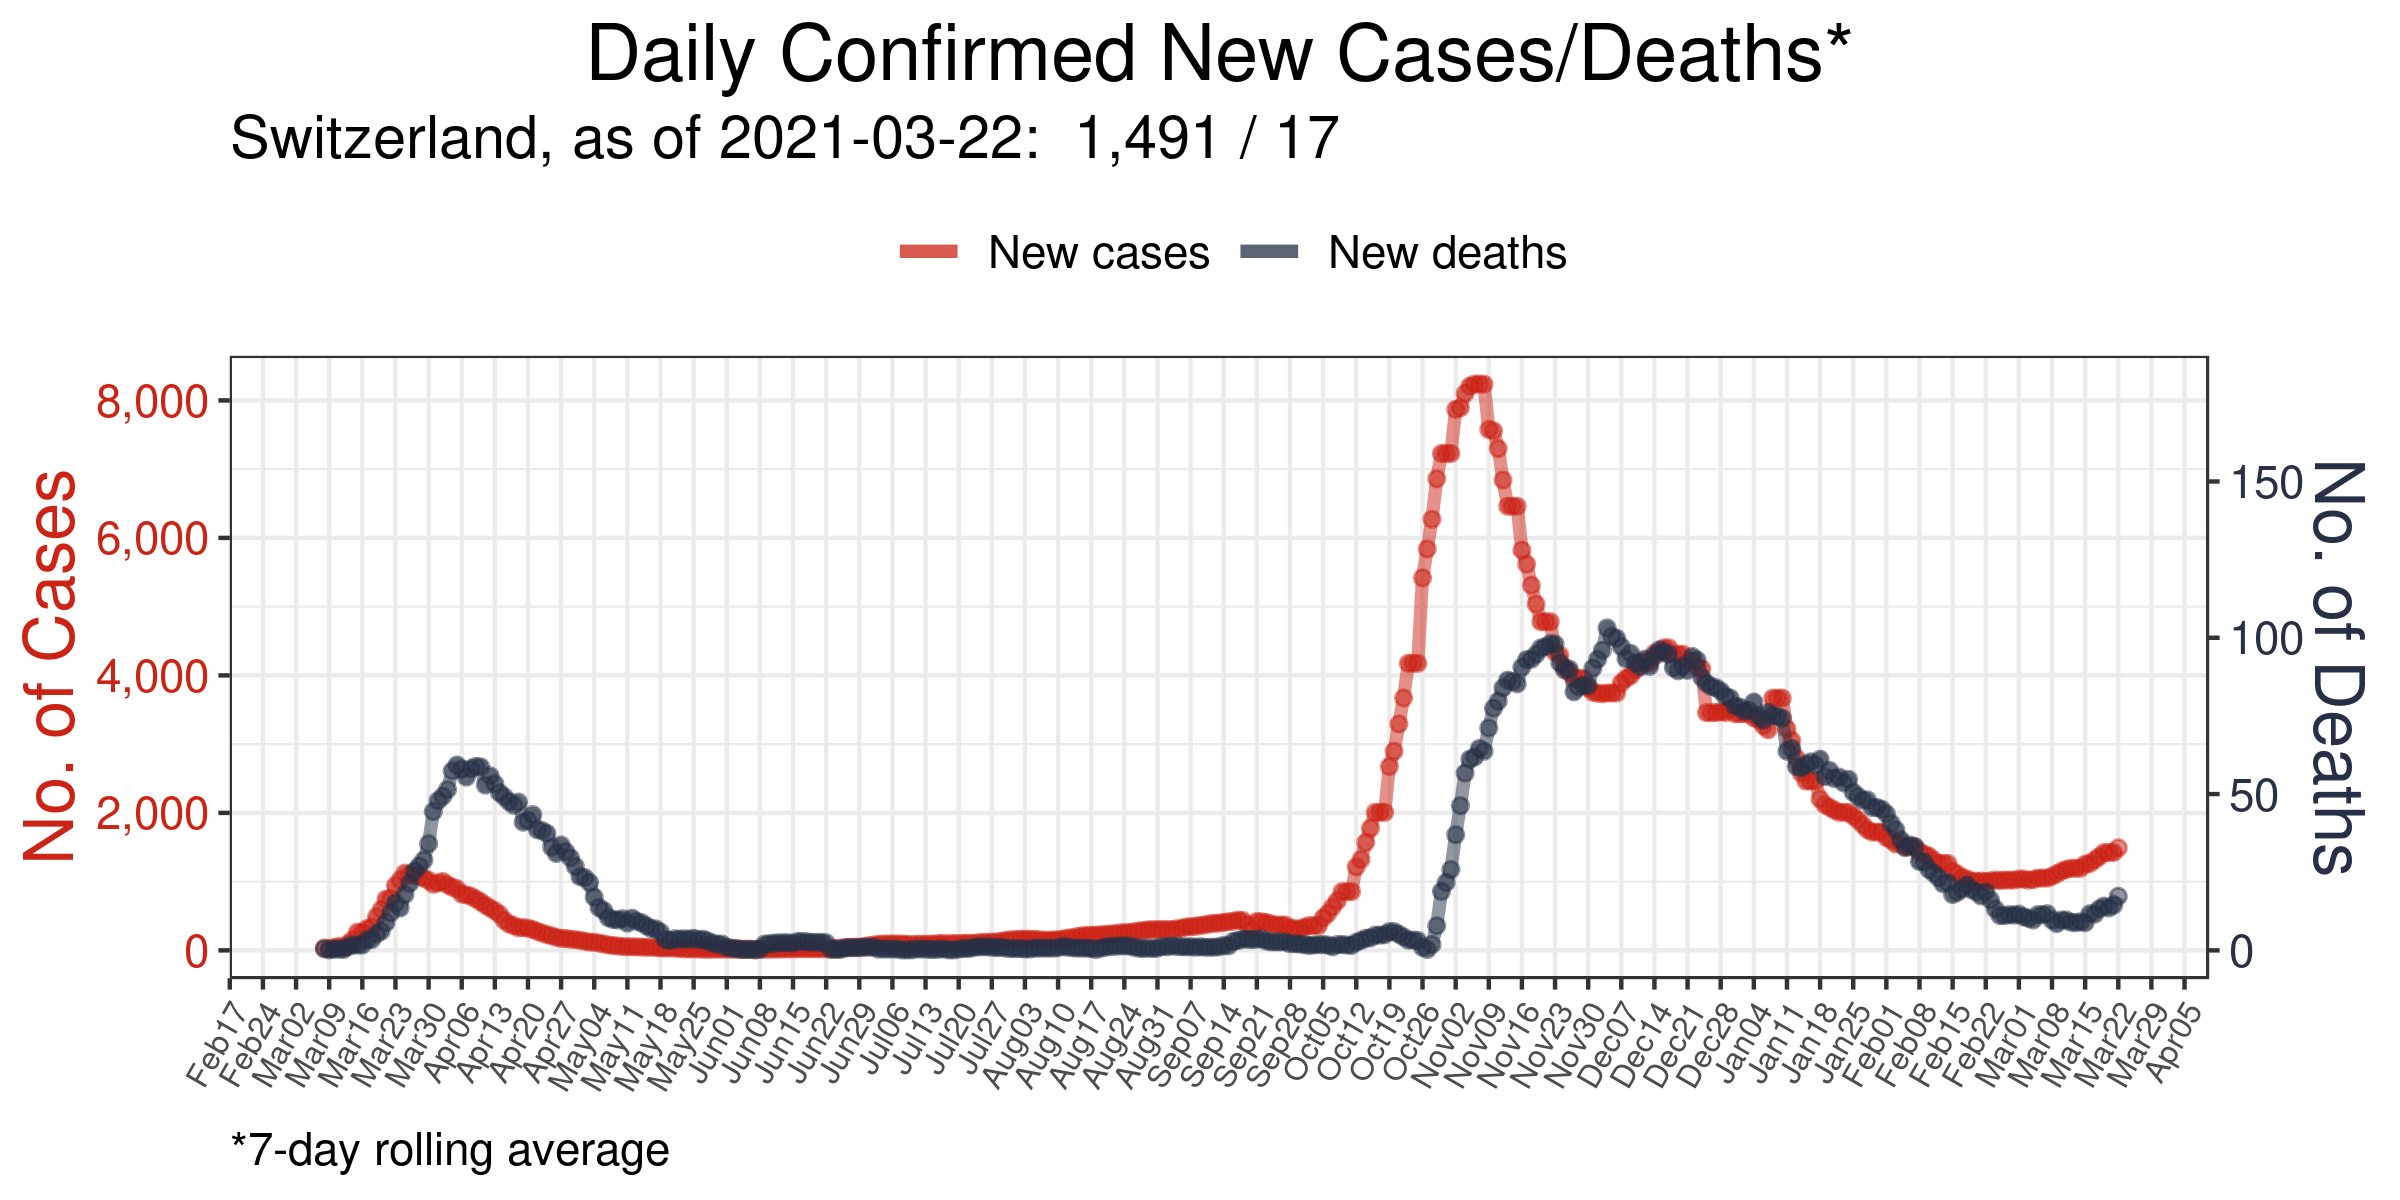 Daily Confirmed New Cases/Deaths*
Switzerland, as of 2021-03-22:  1,491 / 17
New cases
New deaths
No. of Cases
8,000
6,000
4,000
2,000
0
No. of Deaths
150
100
50
0
Feb17
Feb24
Mar02
Mar09
Mar16
Mar23
Mar30
Apr06
Apr13
Apr20
Apr27
May04
May11
May18
May25
Jun01
Jun08
Jun15
Jun22
Jun29
Jul06
Jul13
Jul20
Jul27
Aug03
Aug10
Aug17
Aug24
Aug31
Sep07
Sep14
Sep21
Sep28
Oct05
Oct12
Oct19
Oct26
Nov02
Nov09
Nov16
Nov23
Nov30
Dec07
Dec14
Dec21
Dec28
Jan04
Jan11
Jan18
Jan25
Feb01
Feb08
Feb15
Feb22
Mar01
Mar08
Mar15
Mar22
Mar29
Apr05
*7-day rolling average